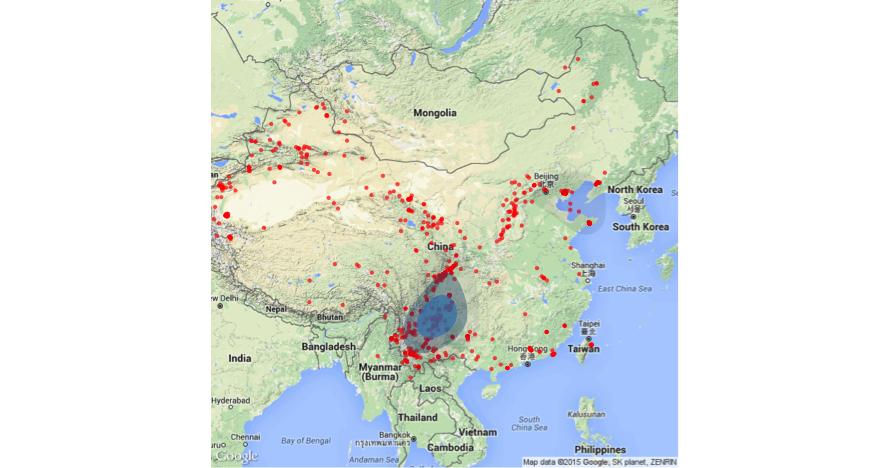 Mongolia
Beijing
北京
North Korea
Seoul
서울
South Korea
China
Shanghai
上海
East China Sea
w Delhi
Nepal
Bhutan
Taipei
臺北
Bangladesh
Hong Kong
香港
Taiwan
India
Myanmar
(Burma)
Laos
Hyderabad
Thailand
South
China Sea
Kalusunan
Chennai
Bay of Bengal
Bangkok
กรุงเทพมหานคร
Vietnam
Cambodia
Philippines
Andaman Sea
Google
Map data ©2015 Google, SK planet, ZENRIN